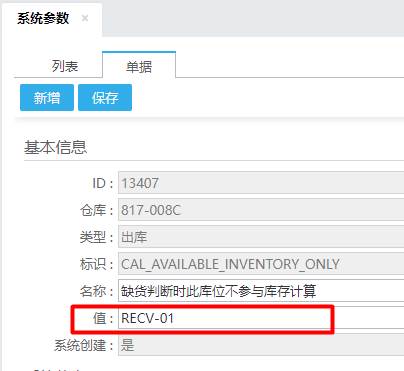 系统参数 ×
列表 单据
新增 保存
基本信息
ID : 13407
仓库 : 817-008C
类型 : 出库
标识 : CAL_AVAILABLE_INVENTORY_ONLY
名称 : 缺货判断时此库位不参与库存计算
值 : RECV-01
系统创建 : 是